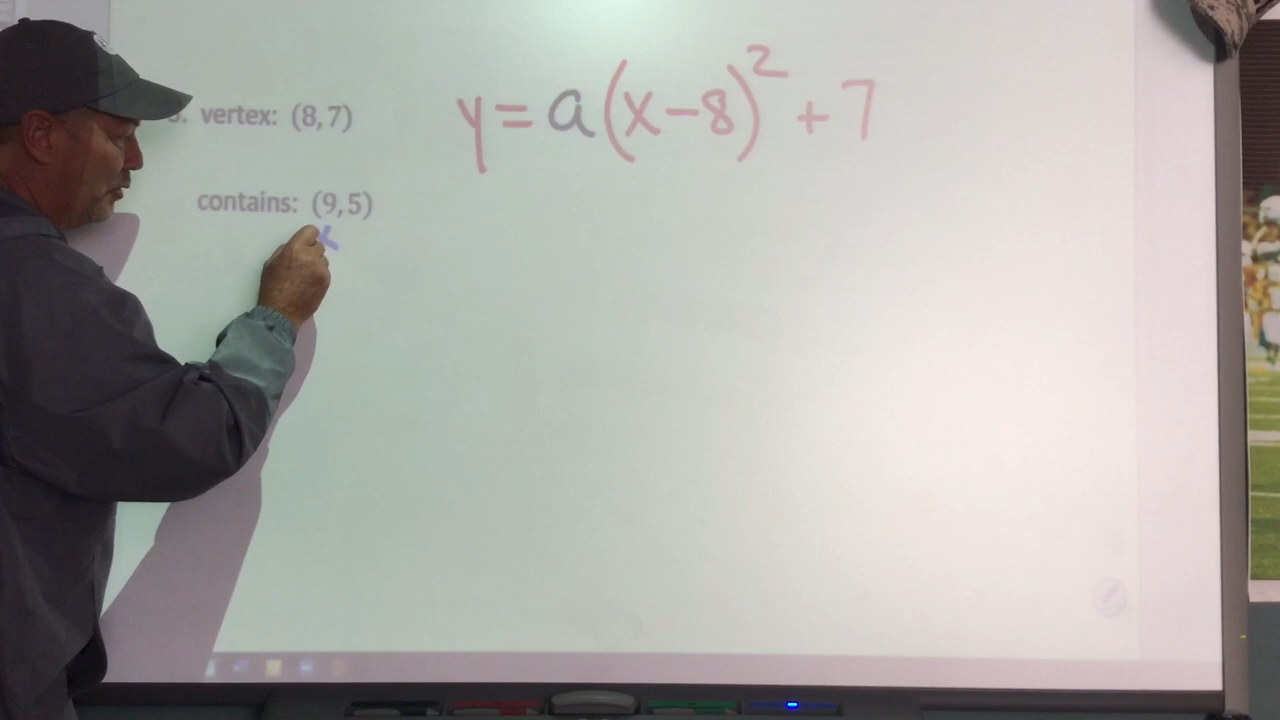 vertex: (8,7)
y = a(x-8)² + 7
contains: (9,5)
x